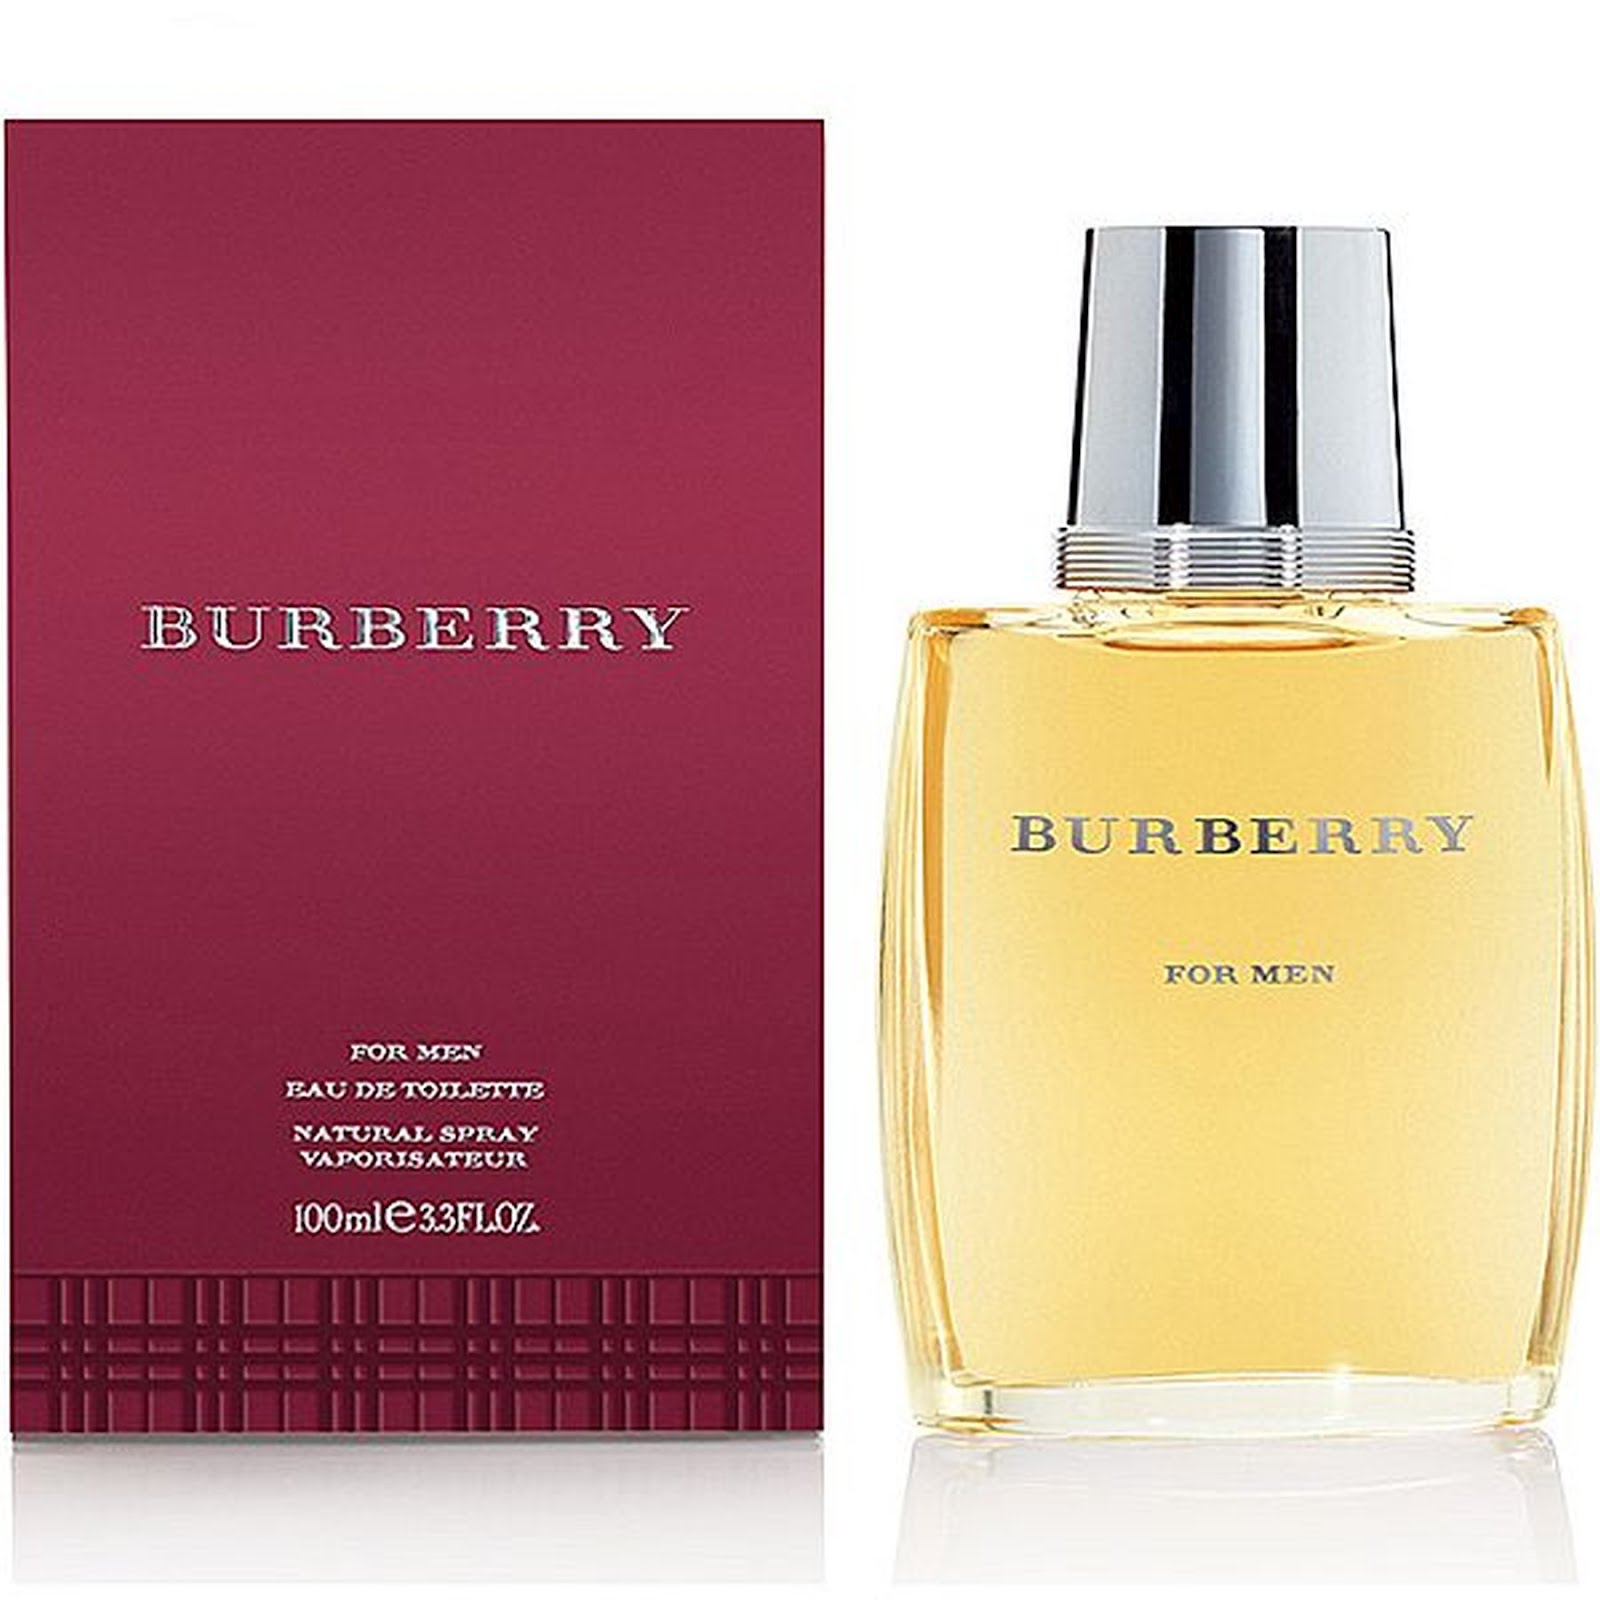 BURBERRY
FOR MEN
EAU DE TOILETTE
NATURAL SPRAY
VAPORISATEUR
100ml e 3.3FL.OZ.
BURBERRY
FOR MEN